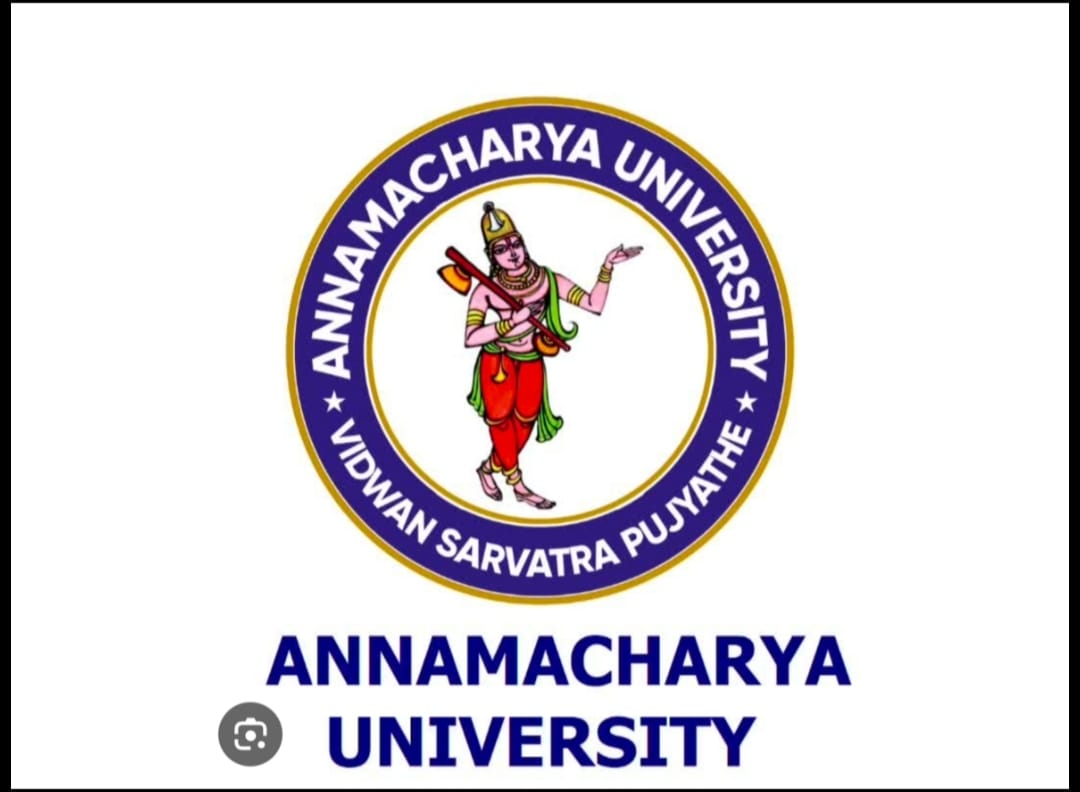 ANNAMACHARYA UNIVERSITY
★ VIDWAN SARVATRA PUJYATHE ★
ANNAMACHARYA
UNIVERSITY